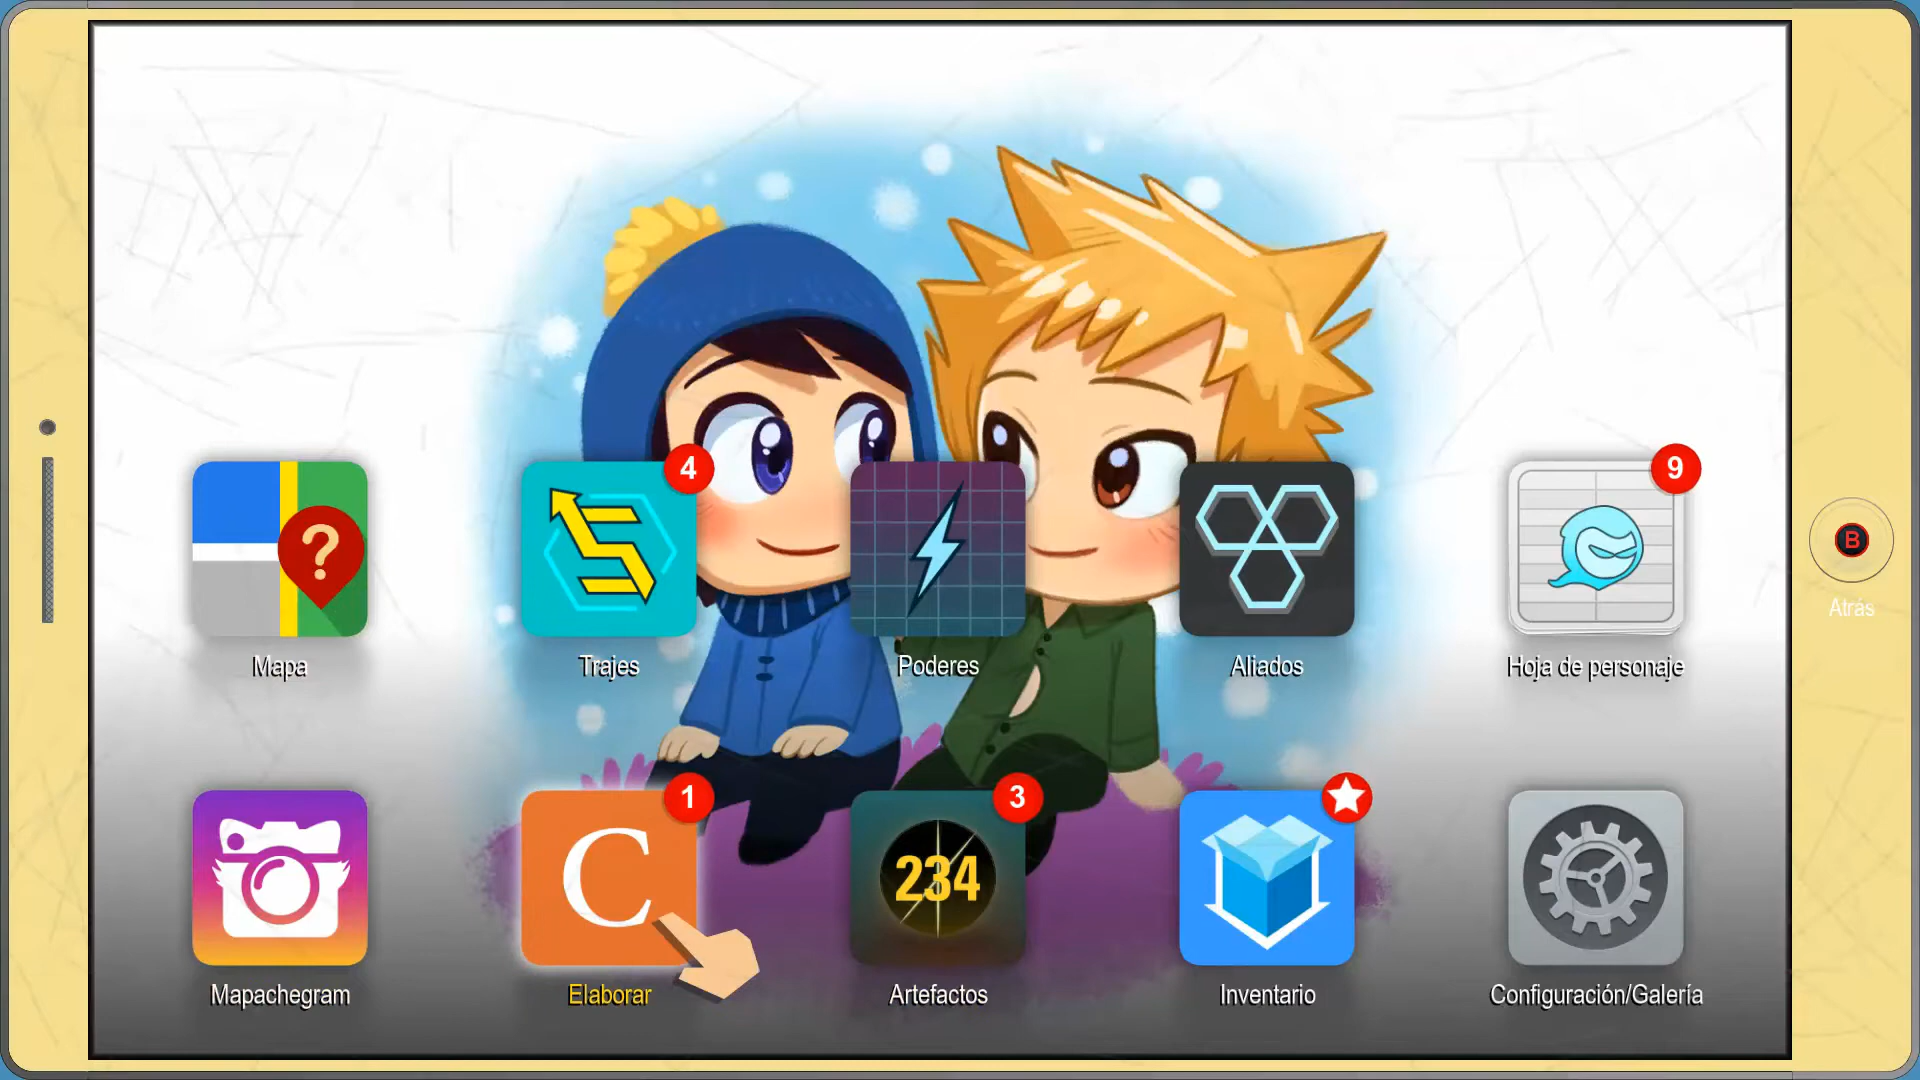 4
9
?
B
Atrás
Mapa
Trajes
Poderes
Aliados
Hoja de personaje
1
3
C
234
Mapachegram
Elaborar
Artefactos
Inventario
Configuración/Galería